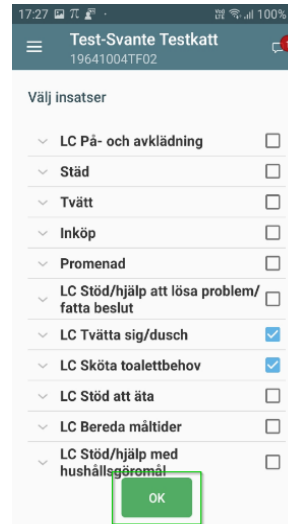 17:27 100%
Test-Svante Testkatt
19641004TF02
Välj insatser
LC På- och avklädning
Städ
Tvätt
Inköp
Promenad
LC Stöd/hjälp att lösa problem/
fatta beslut
LC Tvätta sig/dusch
LC Sköta toalettbehov
LC Stöd att äta
LC Bereda måltider
LC Stöd/hjälp med
hushållsgöromål
OK